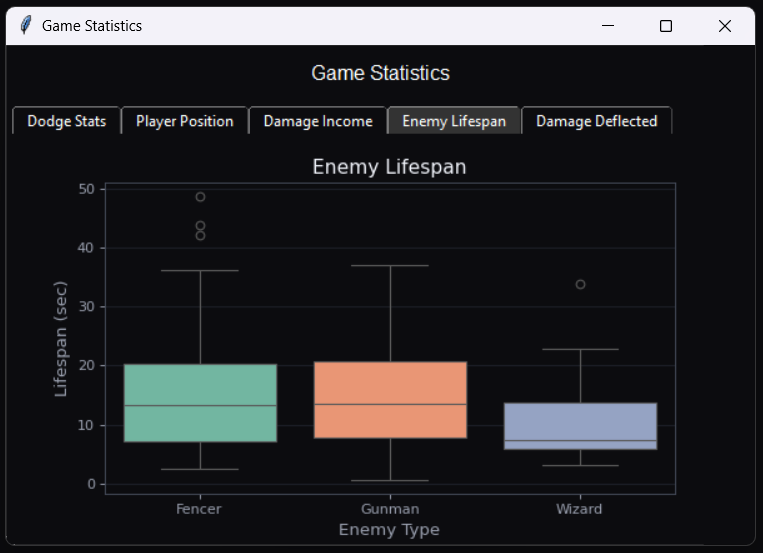 Game Statistics
Game Statistics
Dodge Stats Player Position Damage Income Enemy Lifespan Damage Deflected
Enemy Lifespan
Lifespan (sec)
50
40
30
20
10
0
Fencer Gunman Wizard
Enemy Type